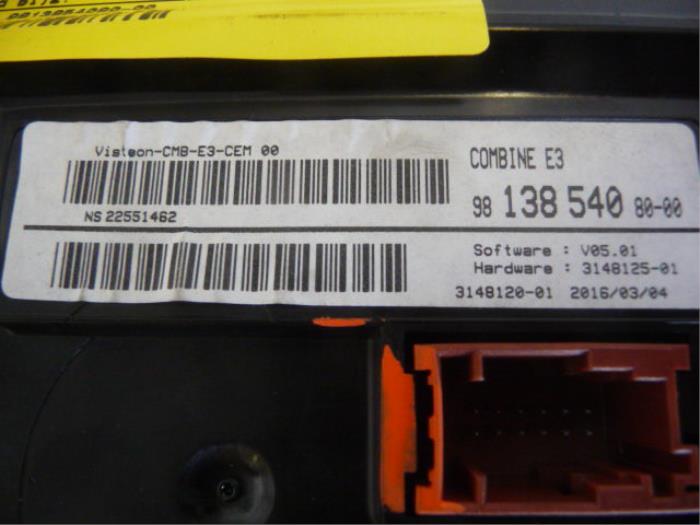 Visteon-CMB-E3-CEM 00
NS 22551462
COMBINE E3
98 138 540 80-00
Software : V05.01
Hardware : 3148125-01
3148120-01 2016/03/04